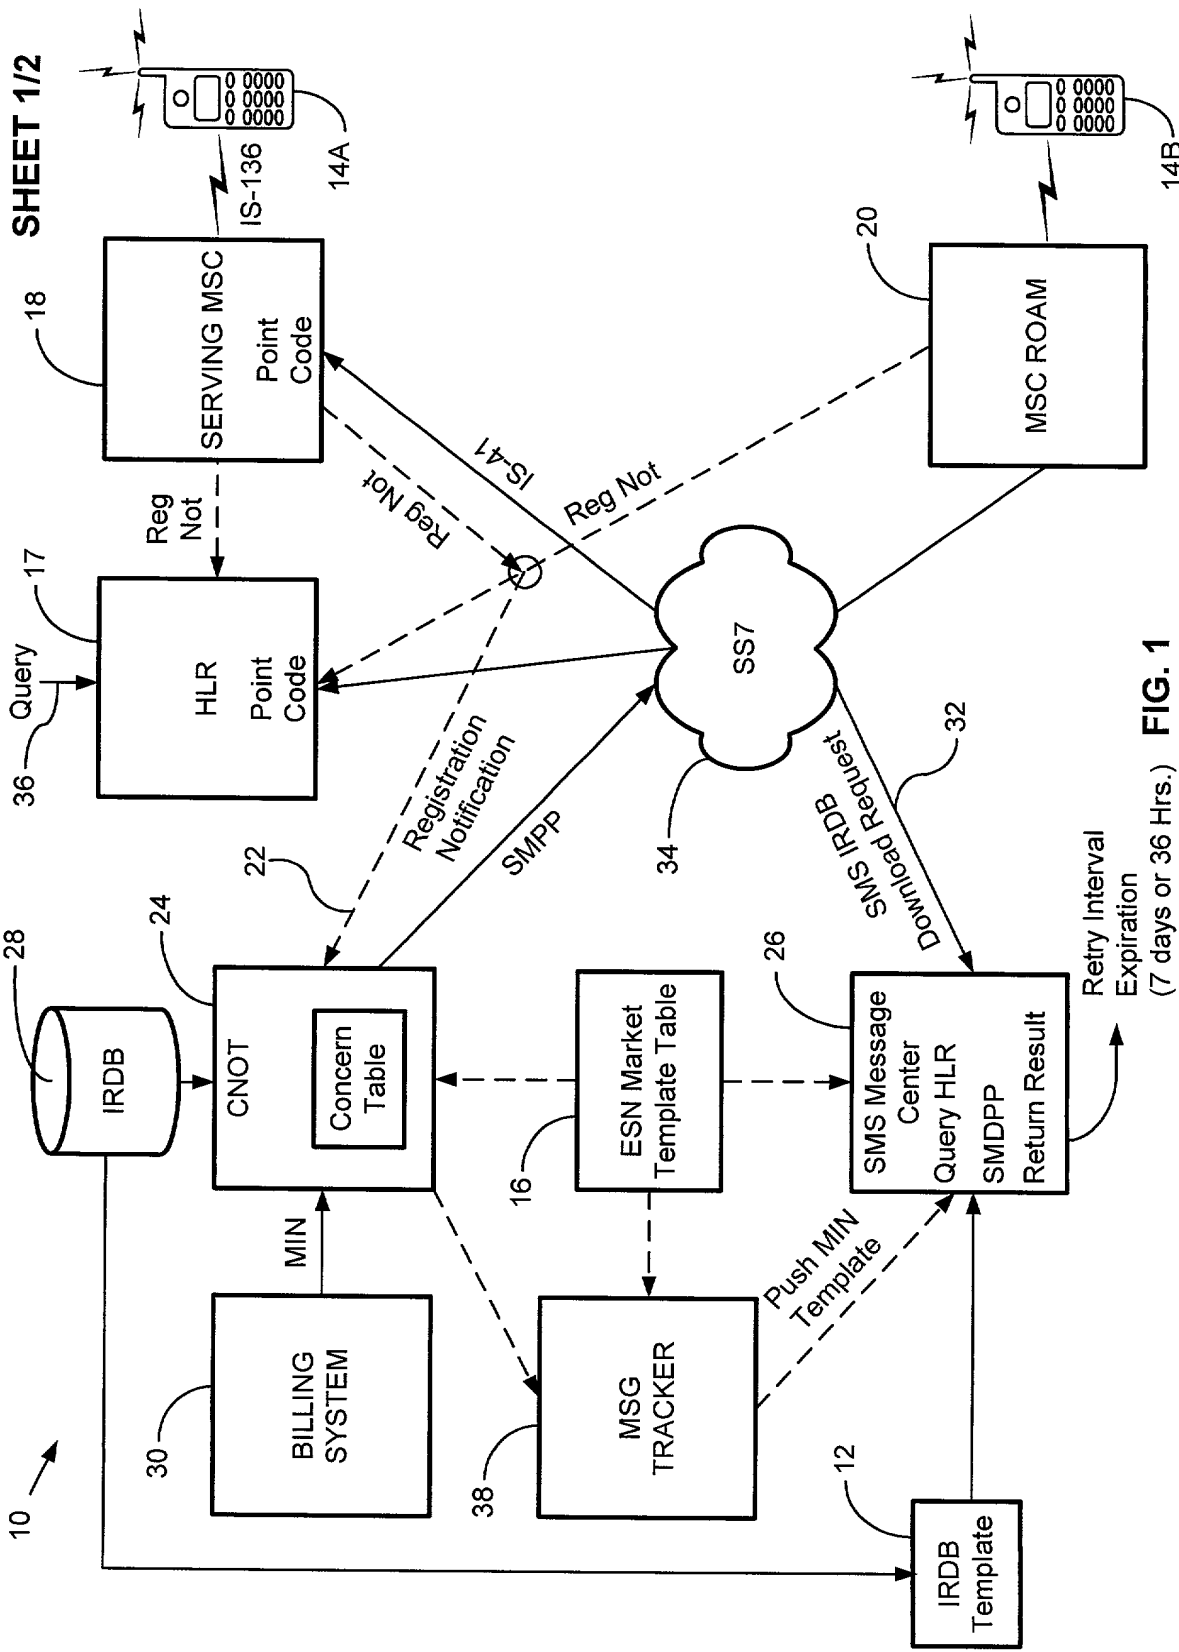 SHEET 1/2
10
28
IRDB
24
CNOT
Concern
Table
MIN
30
BILLING
SYSTEM
22
Registration
Notification
SMPP
36
Query
17
HLR
Point
Code
Reg
Not
18
SERVING MSC
Point
Code
IS-136
14A
Reg Not
IS-41
Reg Not
16
ESN Market
Template Table
38
MSG
TRACKER
Push MIN
Template
12
IRDB
Template
26
SMS Message
Center
Query HLR
SMDPP
Return Result
Retry Interval
Expiration
(7 days or 36 Hrs.)
34
SS7
SMS IRDB
Download Request
32
20
MSC ROAM
14B
FIG. 1